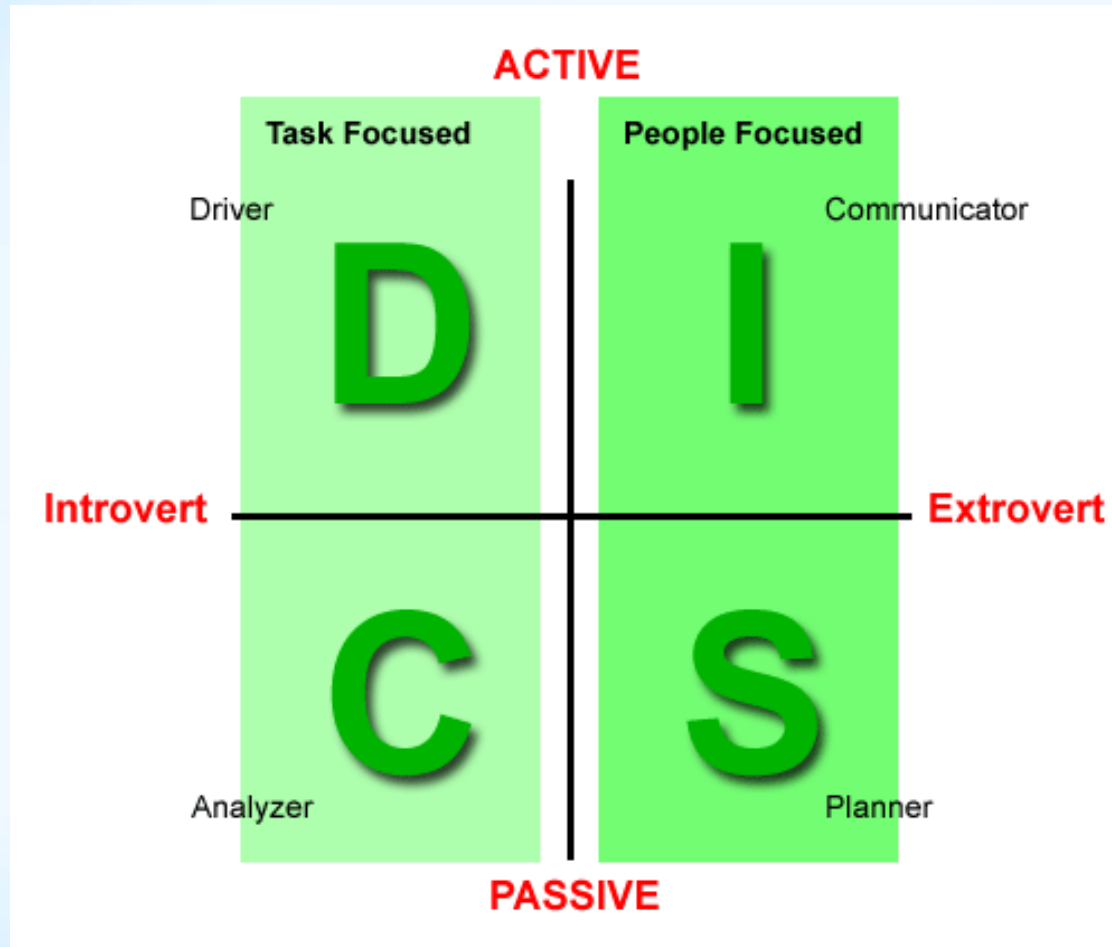 ACTIVE
Task Focused
People Focused
Driver
Communicator
D
I
Introvert
Extrovert
C
S
Analyzer
Planner
PASSIVE